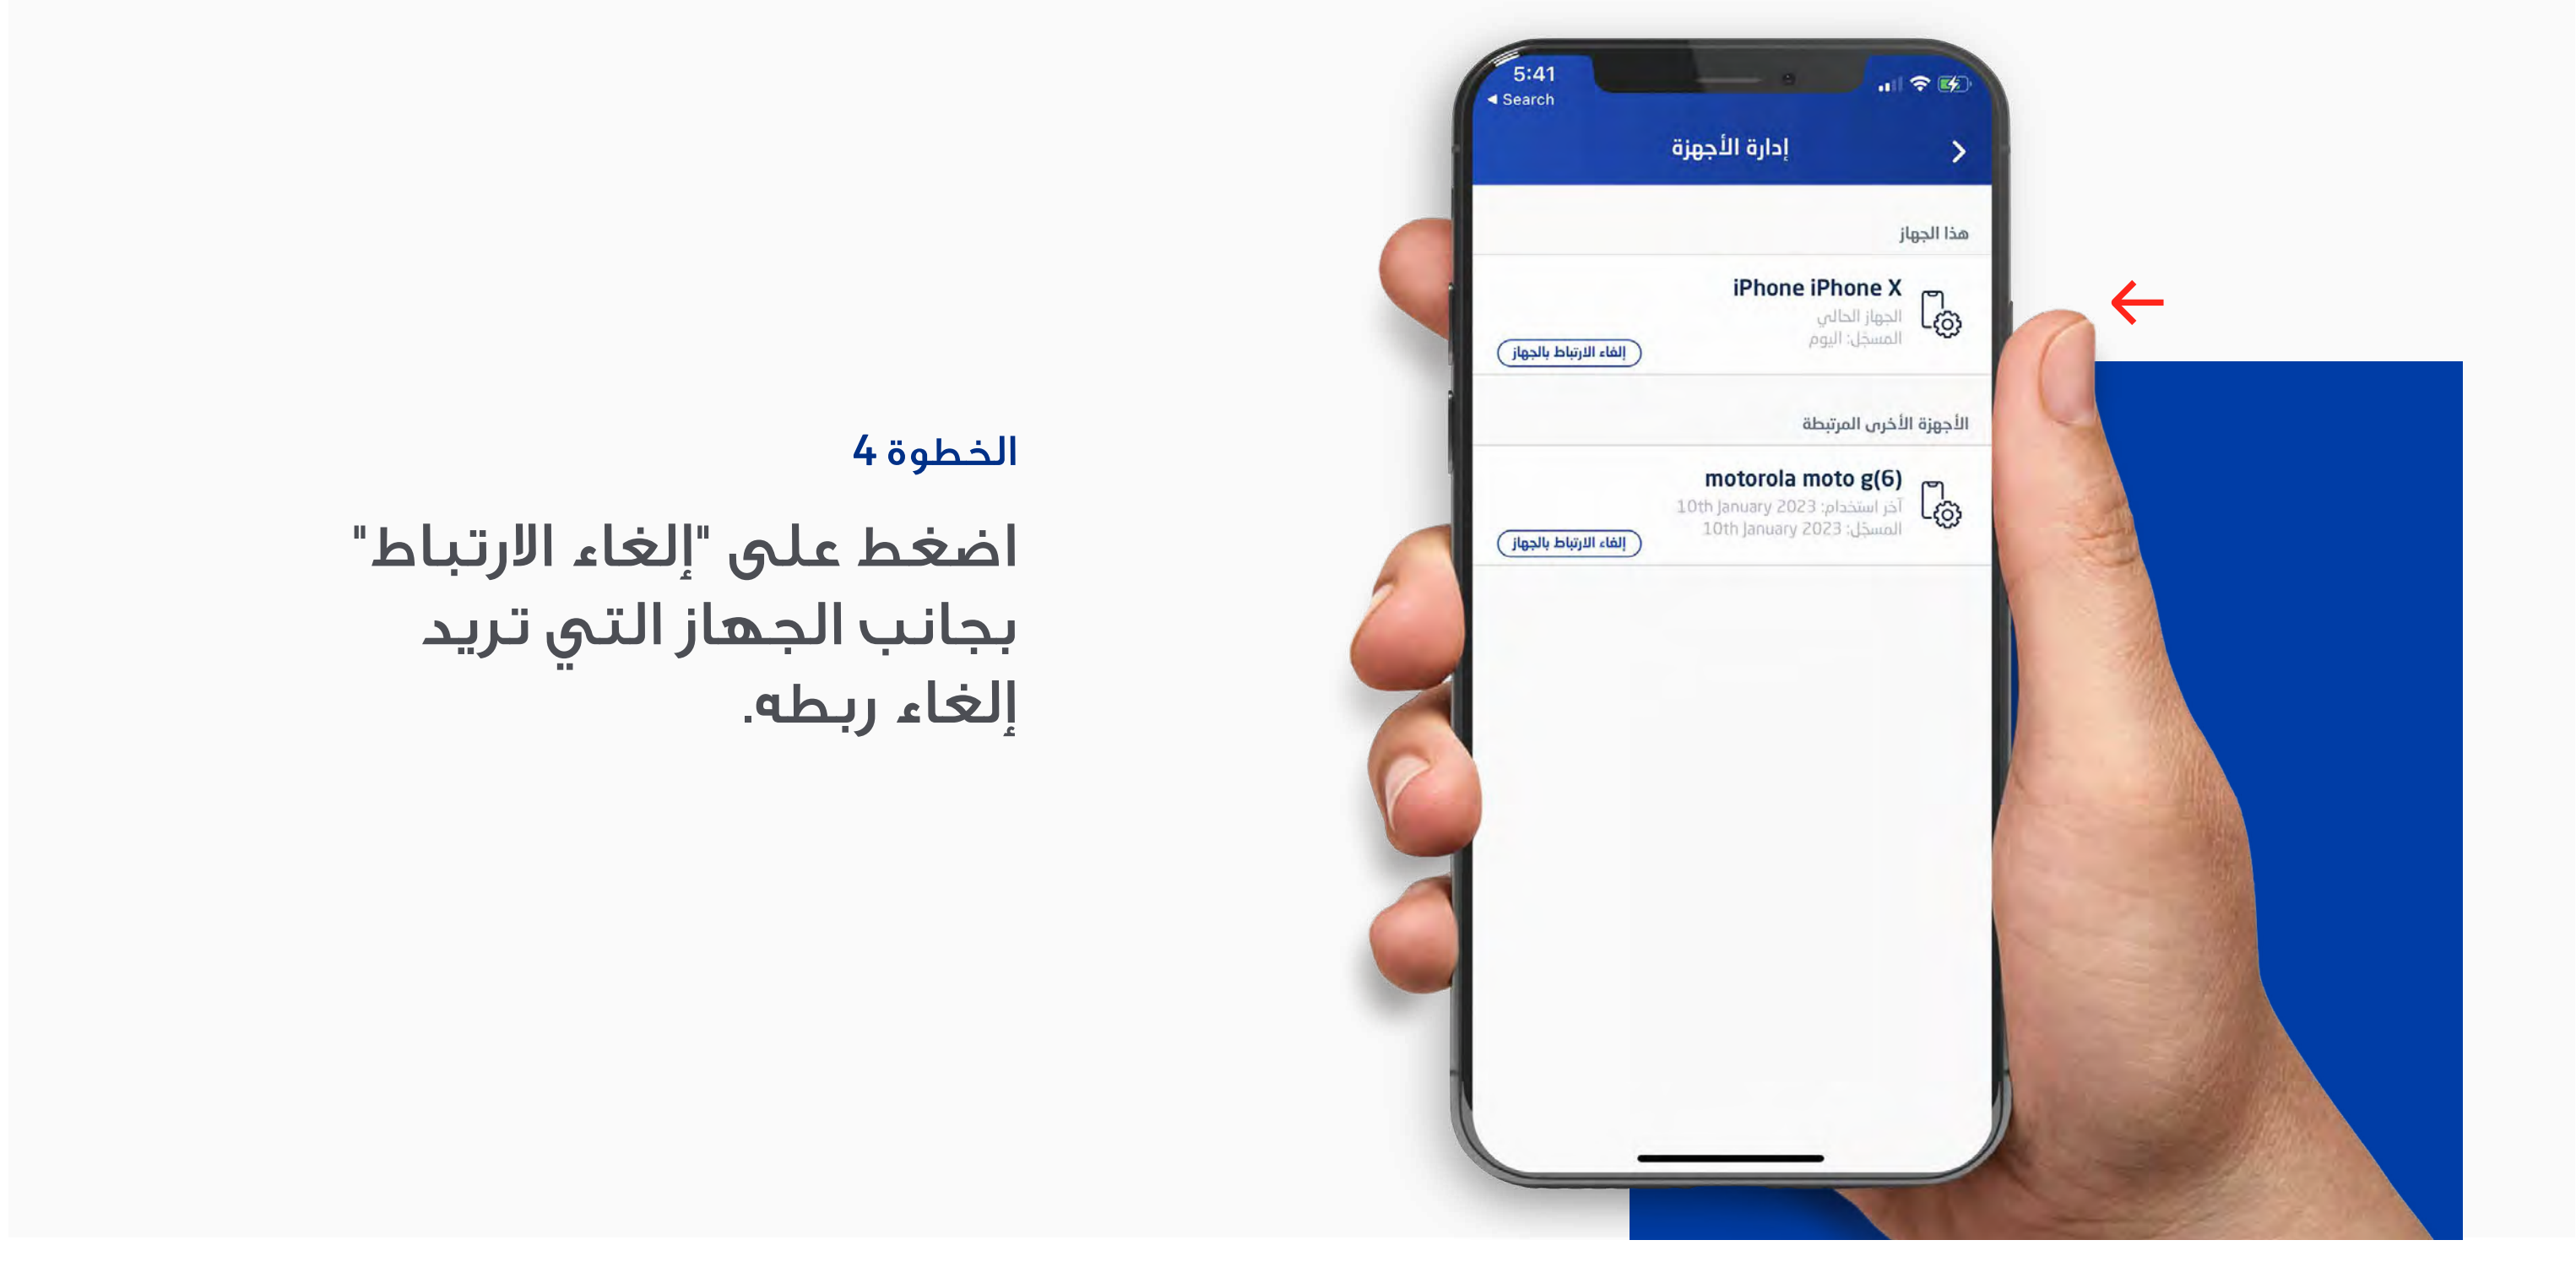 الخطوة 4
اضغط على "إلغاء الارتباط"
بجانب الجهاز التي تريد
إلغاء ربطه.
5:41
Search
إدارة الأجهزة
هذا الجهاز
iPhone iPhone X
الجهاز الحالي
المسجّل: اليوم
إلغاء الارتباط بالجهاز
الأجهزة الأخرى المرتبطة
motorola moto g(6)
آخر استخدام: 10th January 2023
المسجّل: 10th January 2023
إلغاء الارتباط بالجهاز